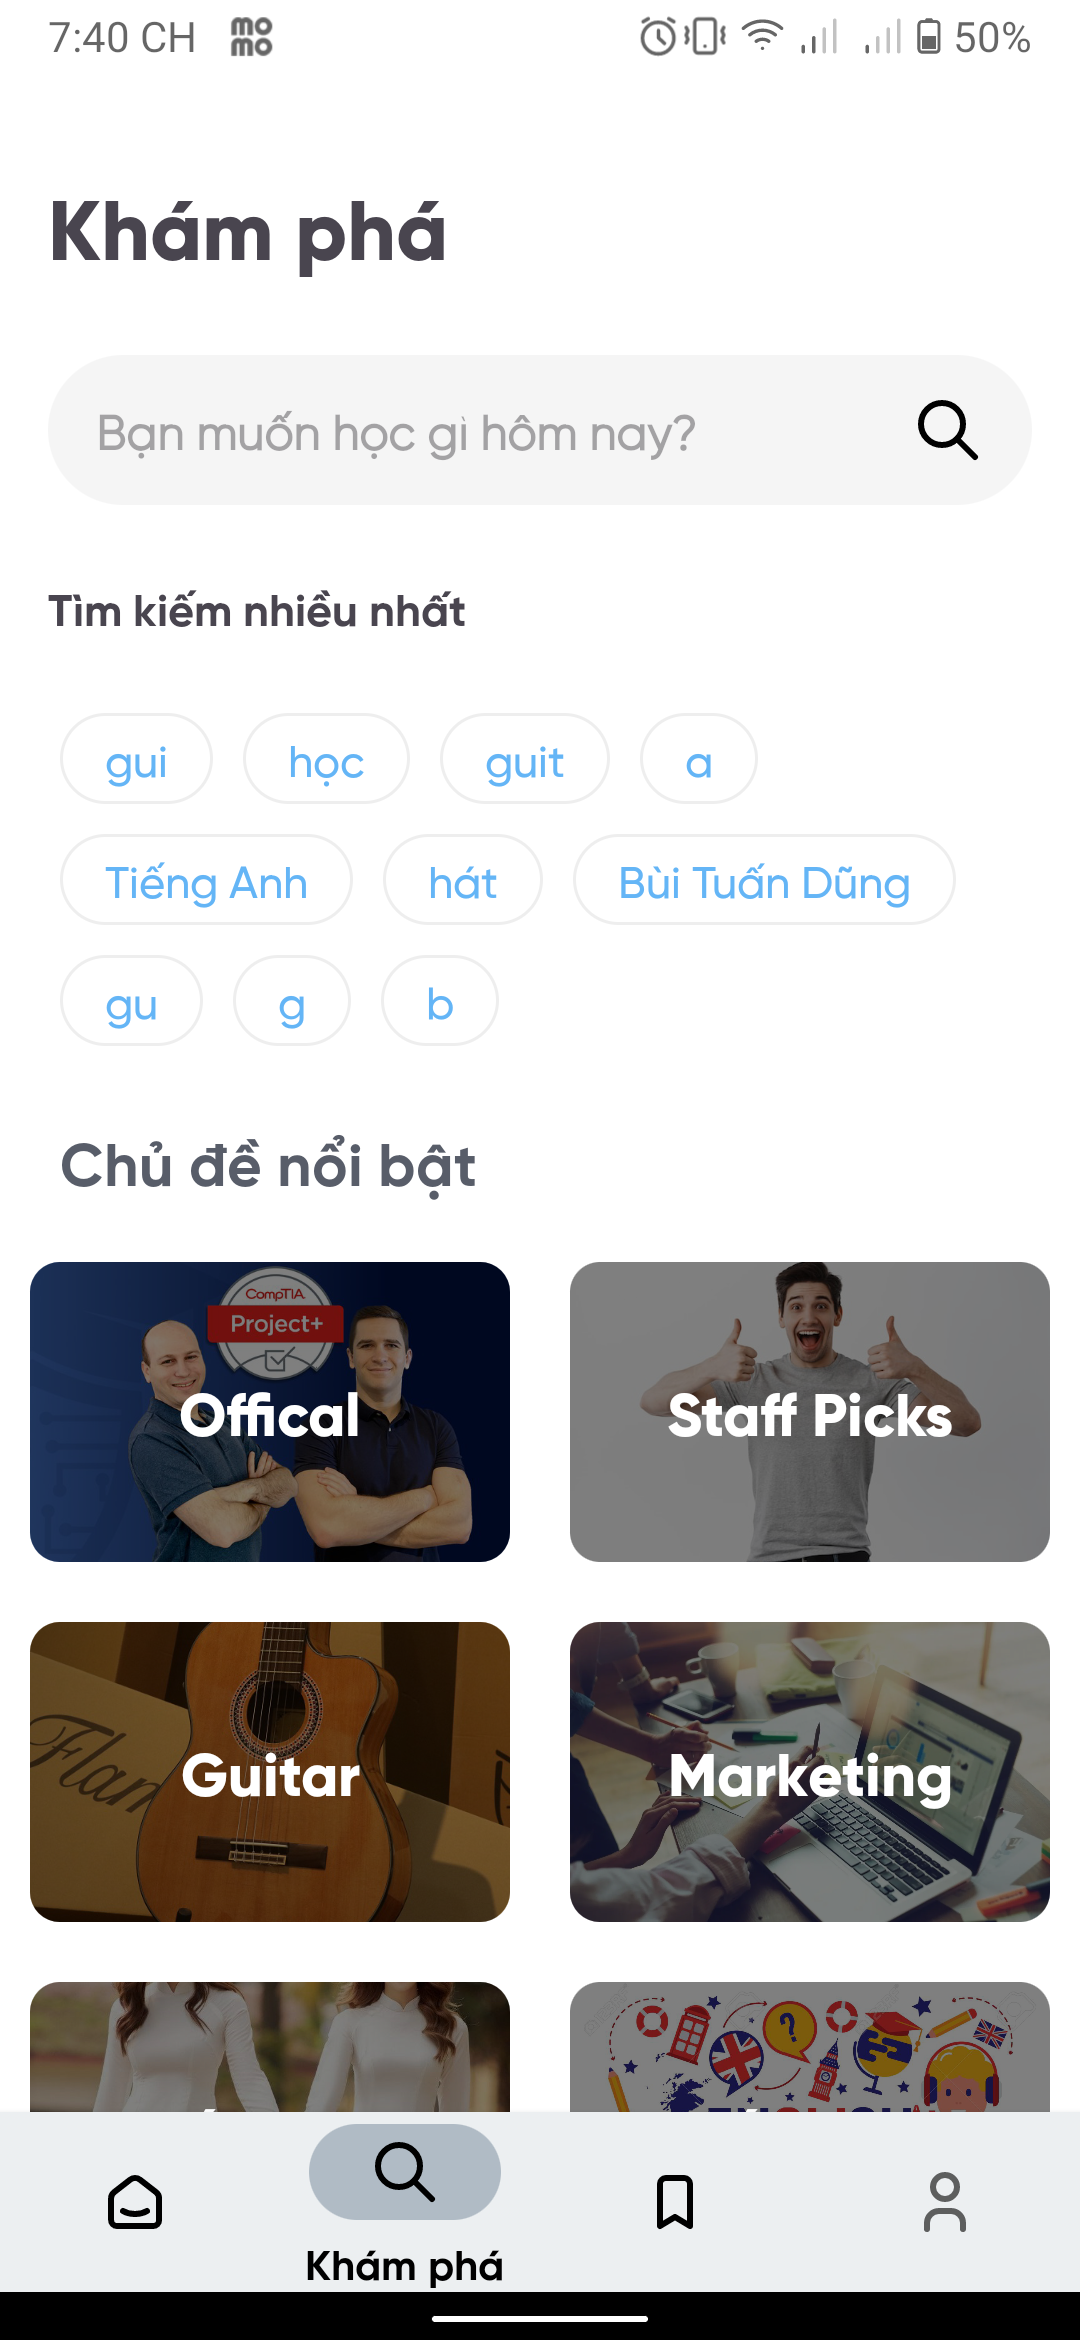 7:40 CH
mo
mo
50%
Khám phá
Bạn muốn học gì hôm nay?
Tìm kiếm nhiều nhất
gui
học
guit
a
Tiếng Anh
hát
Bùi Tuấn Dũng
gu
g
b
Chủ đề nổi bật
CompTIA
Project+
Offical
Staff Picks
Guitar
Marketing
Khám phá